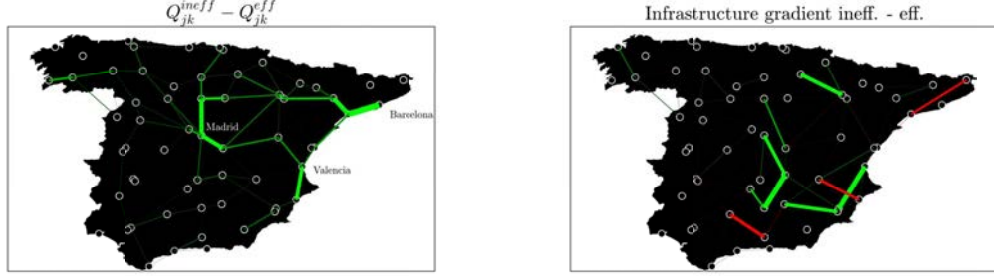 $Q_{jk}^{ineff} - Q_{jk}^{eff}$
Infrastructure gradient ineff. - eff.
Madrid
Barcelona
Valencia